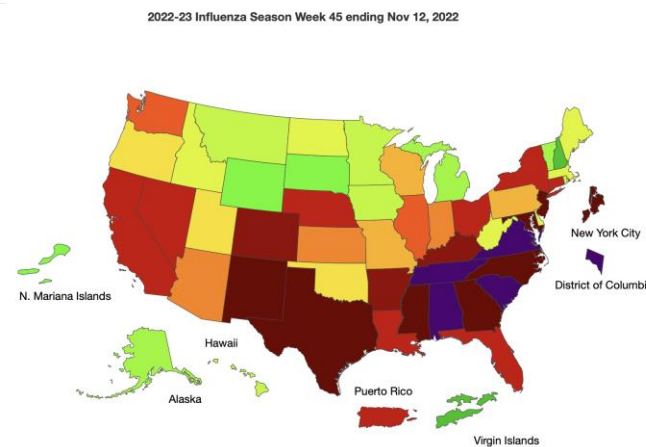 2022-23 Influenza Season Week 45 ending Nov 12, 2022
New York City
District of Columbi
N. Mariana Islands
Hawaii
Alaska
Puerto Rico
Virgin Islands